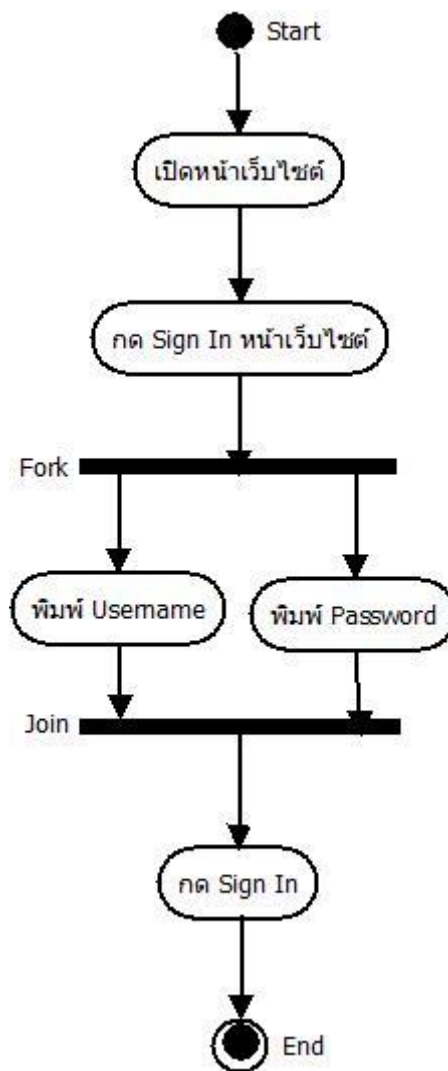 Start
เปิดหน้าเว็บไซต์
กด Sign In หน้าเว็บไซต์
Fork
พิมพ์ Username
พิมพ์ Password
Join
กด Sign In
End